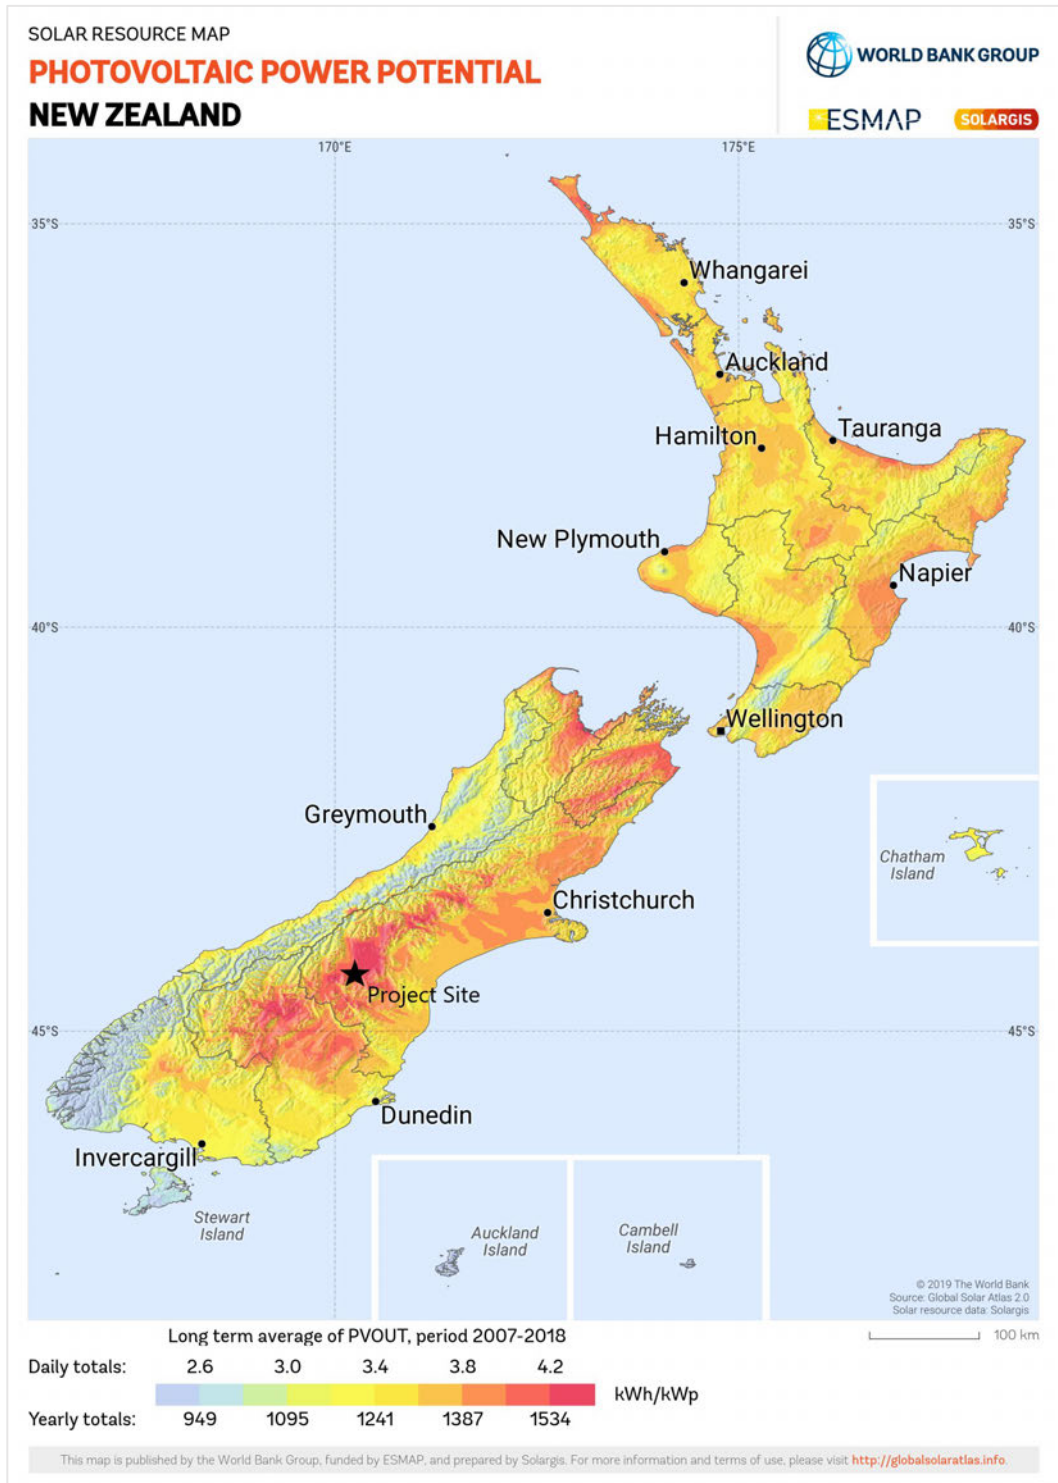 SOLAR RESOURCE MAP
PHOTOVOLTAIC POWER POTENTIAL
NEW ZEALAND
WORLD BANK GROUP
ESMAP
SOLARGIS
170°E
175°E
35°S
35°S
Whangarei
Auckland
Hamilton
Tauranga
New Plymouth
Napier
40°S
40°S
Wellington
Greymouth
Chatham
Island
Christchurch
Project Site
45°S
45°S
Dunedin
Invercargill
Stewart
Island
Auckland
Island
Cambell
Island
© 2019 The World Bank
Source: Global Solar Atlas 2.0
Solar resource data: Solargis
100 km
Long term average of PVOUT, period 2007-2018
Daily totals: 2.6 3.0 3.4 3.8 4.2
kWh/kWp
Yearly totals: 949 1095 1241 1387 1534
This map is published by the World Bank Group, funded by ESMAP, and prepared by Solargis. For more information and terms of use, please visit http://globalsolaratlas.info.